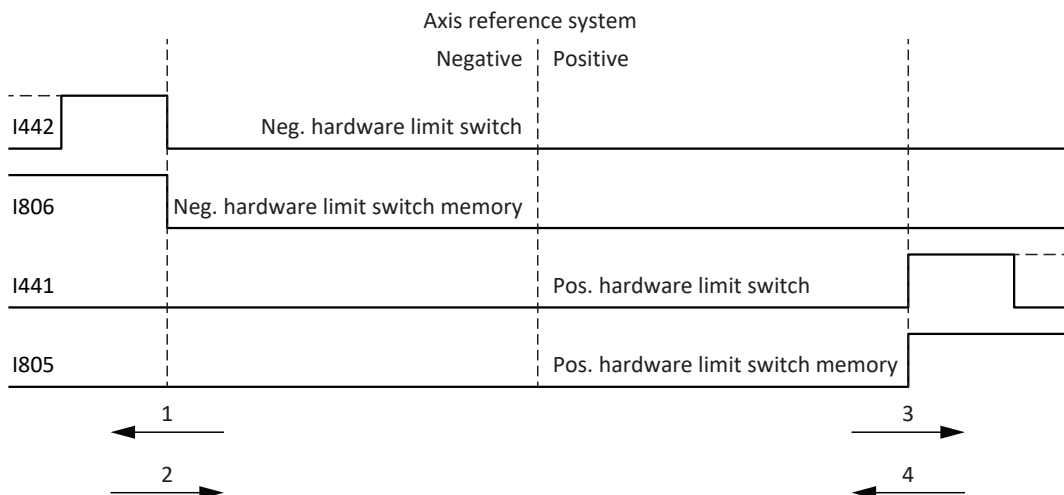 Axis reference system
Negative Positive
I442 Neg. hardware limit switch
I806 Neg. hardware limit switch memory
I441 Pos. hardware limit switch
I805 Pos. hardware limit switch memory
1 3
2 4